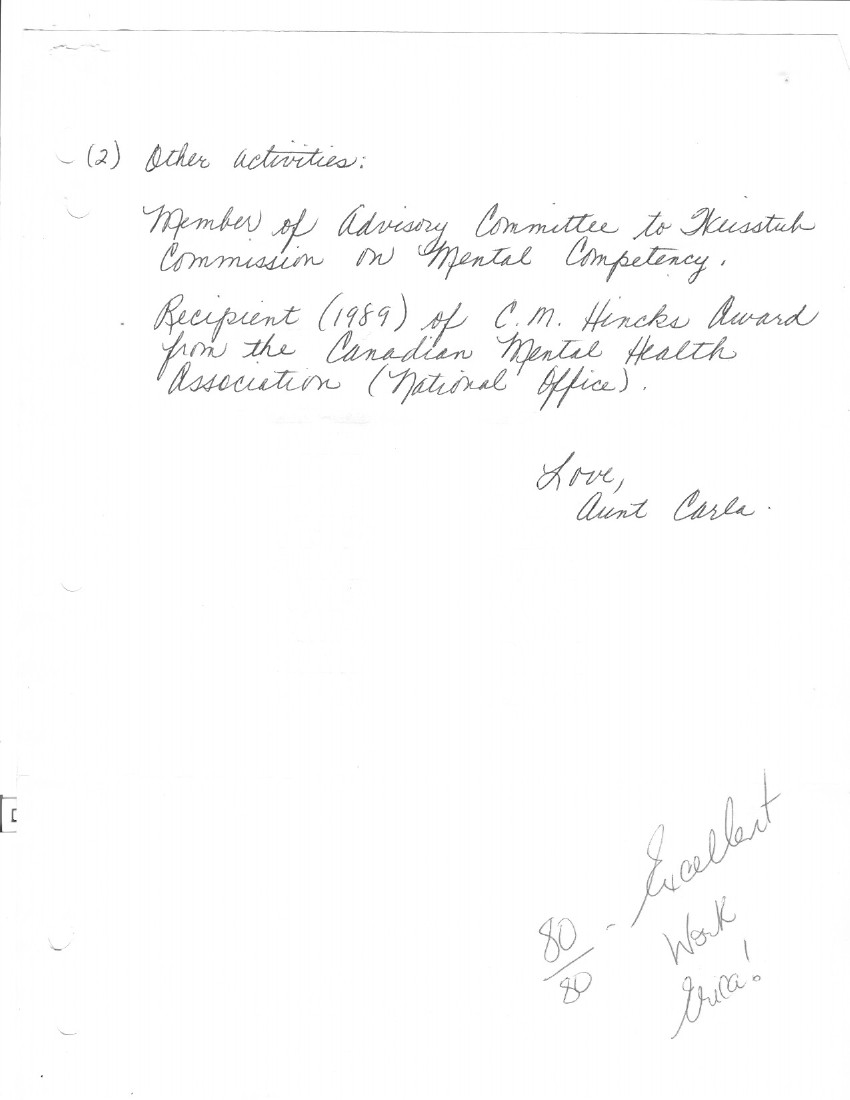 (2) Other activities:
Member of Advisory Committee to Weisstub
Commission on Mental Competency.
Recipient (1989) of C.M. Hincks Award
from the Canadian Mental Health
Association (National Office).
Love,
Aunt Carla.
80/80 - Excellent
Work
Erica!